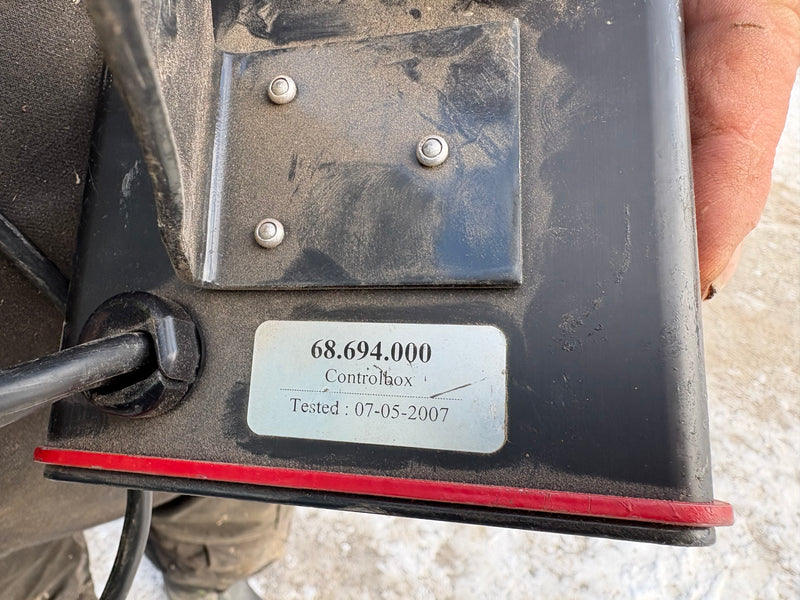 68.694.000
Controlbox
Tested : 07-05-2007